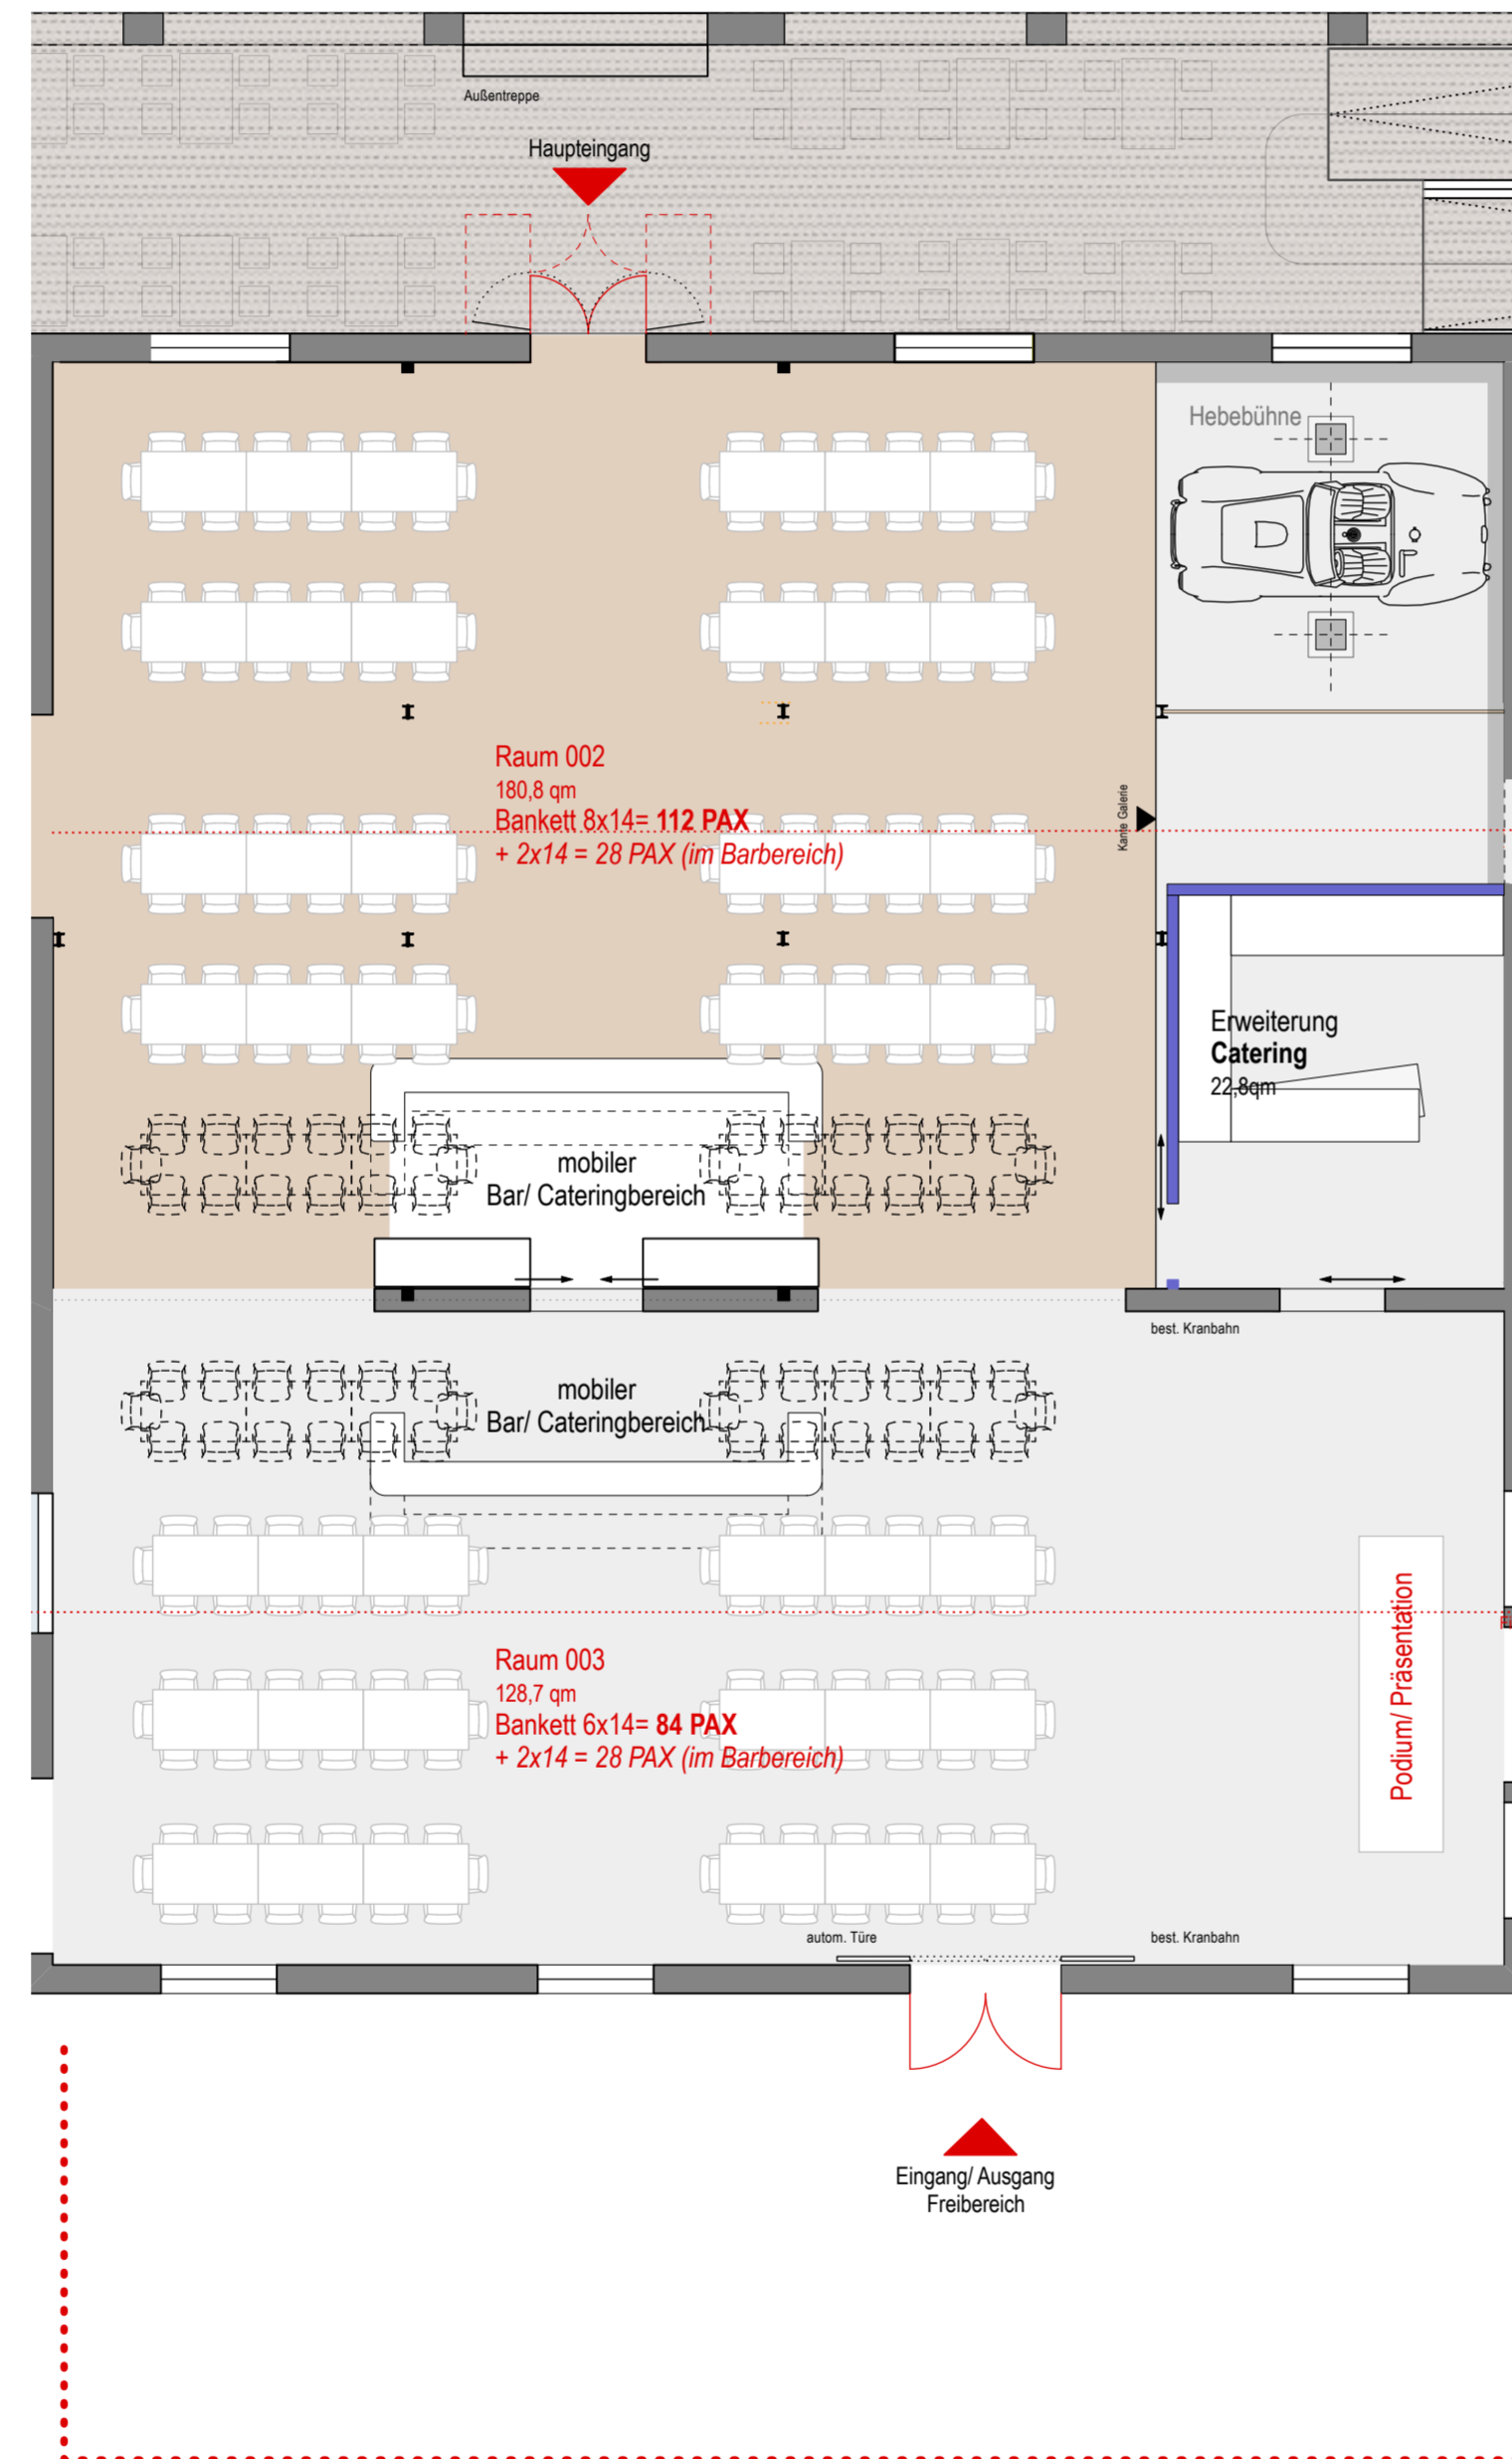 Außentreppe
Haupteingang
Hebebühne
Raum 002
180,8 qm
Bankett 8x14= 112 PAX
+ 2x14 = 28 PAX (im Barbereich)
Kante Galerie
Erweiterung
Catering
22,8qm
mobiler
Bar/ Cateringbereich
best. Kranbahn
mobiler
Bar/ Cateringbereich
Raum 003
128,7 qm
Bankett 6x14= 84 PAX
+ 2x14 = 28 PAX (im Barbereich)
Podium/ Präsentation
autom. Türe
best. Kranbahn
Eingang/ Ausgang
Freibereich